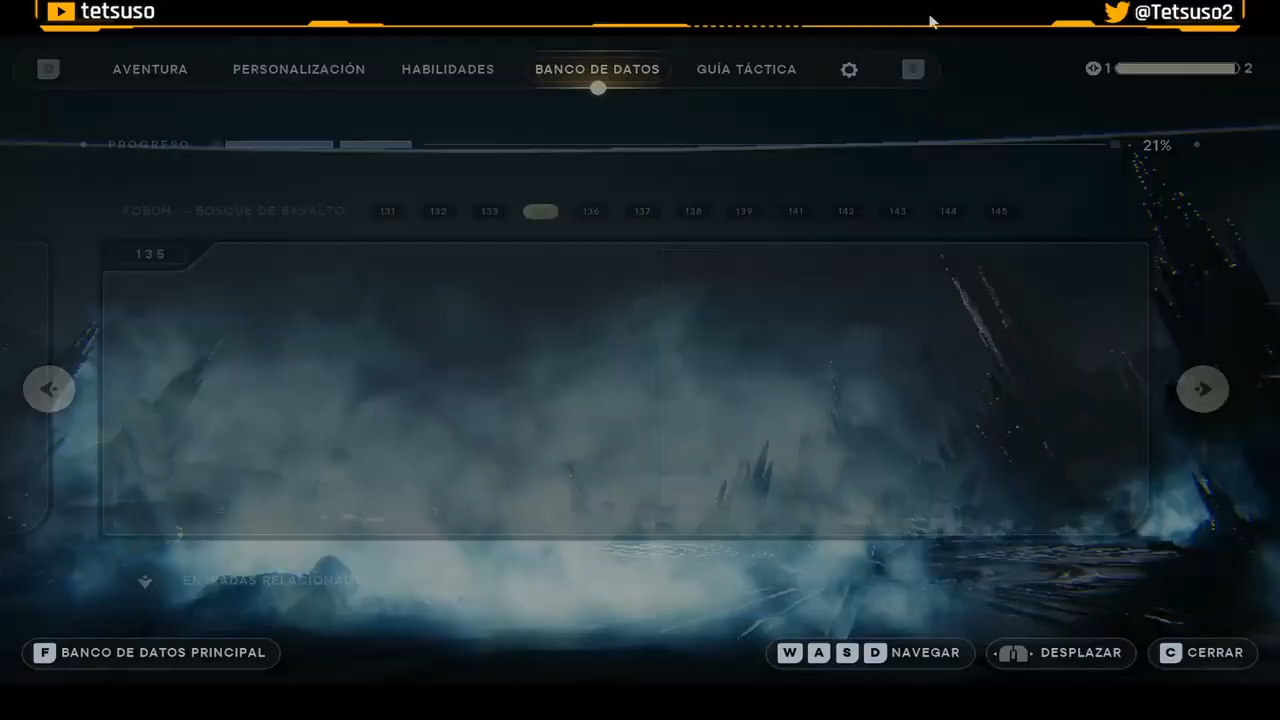 tetsuso
@Tetsuso2
AVENTURA PERSONALIZACIÓN HABILIDADES BANCO DE DATOS GUÍA TÁCTICA
1 2
PROGRESO 21%
KOBOH - BOSQUE DE BASALTO 131 132 133 136 137 138 139 141 142 143 144 145
135
ENTRADAS RELACIONADAS
F BANCO DE DATOS PRINCIPAL W A S D NAVEGAR DESPLAZAR C CERRAR